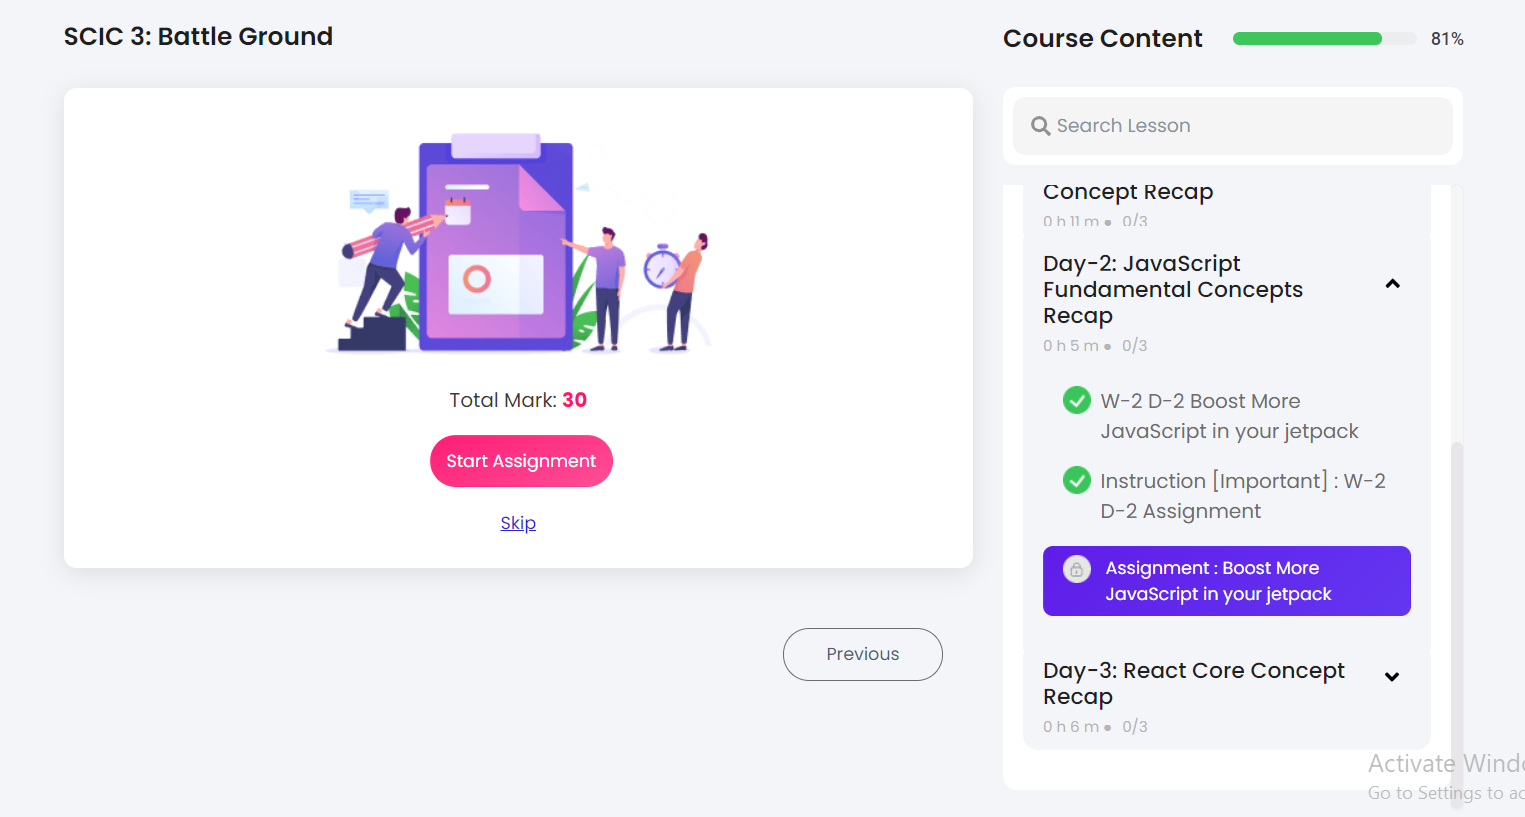 SCIC 3: Battle Ground
Total Mark: 30
Start Assignment
Skip
Previous
Course Content
81%
Search Lesson
Concept Recap
0 h 11 m • 0/3
Day-2: JavaScript
Fundamental Concepts
Recap
0 h 5 m • 0/3
W-2 D-2 Boost More
JavaScript in your jetpack
Instruction [Important] : W-2
D-2 Assignment
Assignment : Boost More
JavaScript in your jetpack
Day-3: React Core Concept
Recap
0 h 6 m • 0/3
Activate Windo
Go to Settings to ac